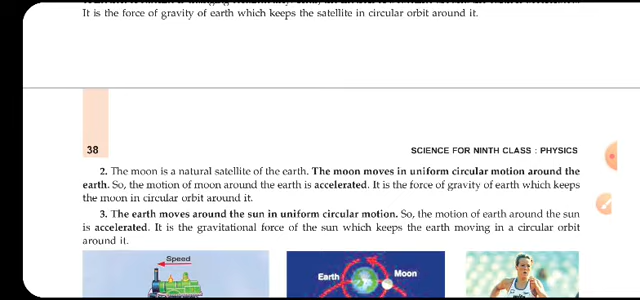 It is the force of gravity of earth which keeps the satellite in circular orbit around it.
38
SCIENCE FOR NINTH CLASS : PHYSICS
2. The moon is a natural satellite of the earth. The moon moves in uniform circular motion around the
earth. So, the motion of moon around the earth is accelerated. It is the force of gravity of earth which keeps
the moon in circular orbit around it.
3. The earth moves around the sun in uniform circular motion. So, the motion of earth around the sun
is accelerated. It is the gravitational force of the sun which keeps the earth moving in a circular orbit
around it.
Speed
Earth
Moon